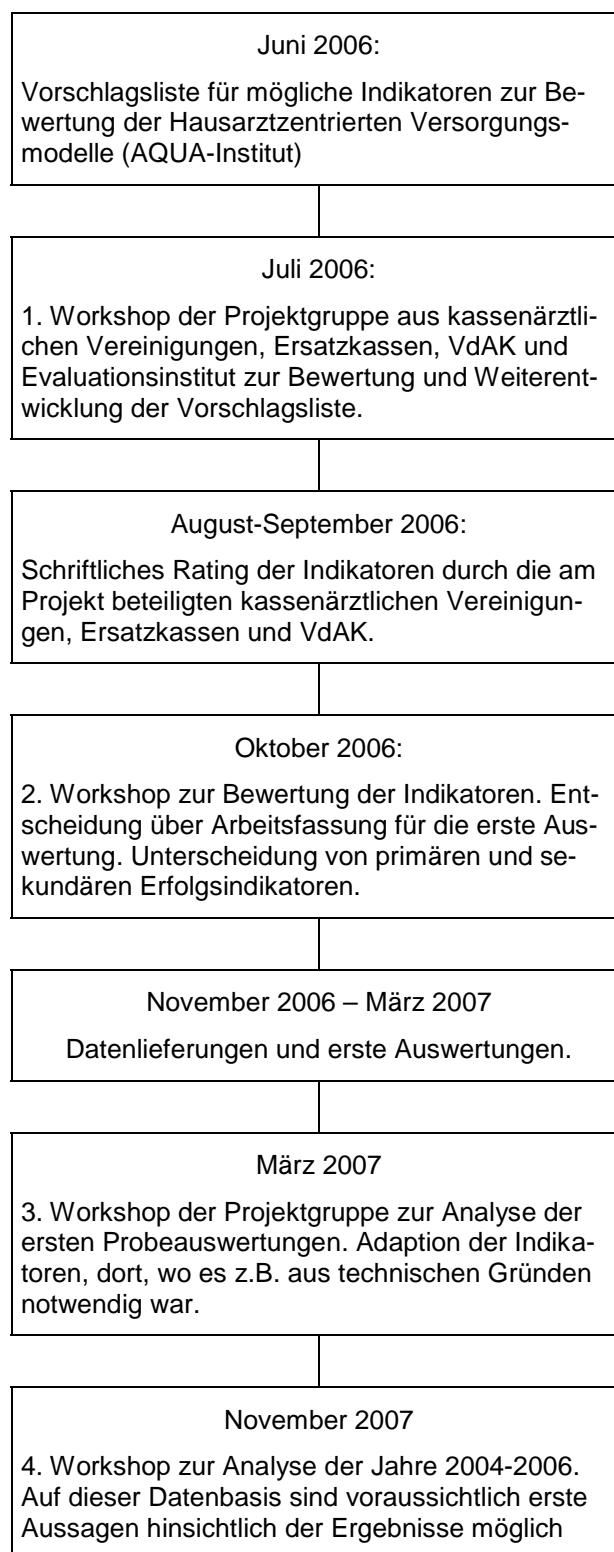 Juni 2006:
Vorschlagsliste für mögliche Indikatoren zur Be-
wertung der Hausarztzentrierten Versorgungs-
modelle (AQUA-Institut)
Juli 2006:
1. Workshop der Projektgruppe aus kassenärztli-
chen Vereinigungen, Ersatzkassen, VdAK und
Evaluationsinstitut zur Bewertung und Weiterent-
wicklung der Vorschlagsliste.
August-September 2006:
Schriftliches Rating der Indikatoren durch die am
Projekt beteiligten kassenärztlichen Vereinigun-
gen, Ersatzkassen und VdAK.
Oktober 2006:
2. Workshop zur Bewertung der Indikatoren. Ent-
scheidung über Arbeitsfassung für die erste Aus-
wertung. Unterscheidung von primären und se-
kundären Erfolgsindikatoren.
November 2006 – März 2007
Datenlieferungen und erste Auswertungen.
März 2007
3. Workshop der Projektgruppe zur Analyse der
ersten Probeauswertungen. Adaption der Indika-
toren, dort, wo es z.B. aus technischen Gründen
notwendig war.
November 2007
4. Workshop zur Analyse der Jahre 2004-2006.
Auf dieser Datenbasis sind voraussichtlich erste
Aussagen hinsichtlich der Ergebnisse möglich